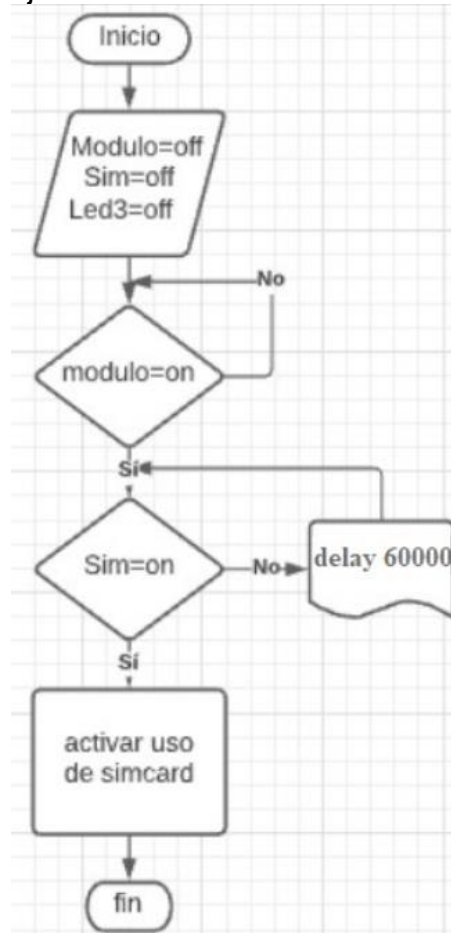 Inicio
Modulo=off
Sim=off
Led3=off
No
modulo=on
Sí
Sim=on
No
delay 60000
Sí
activar uso
de simcard
fin